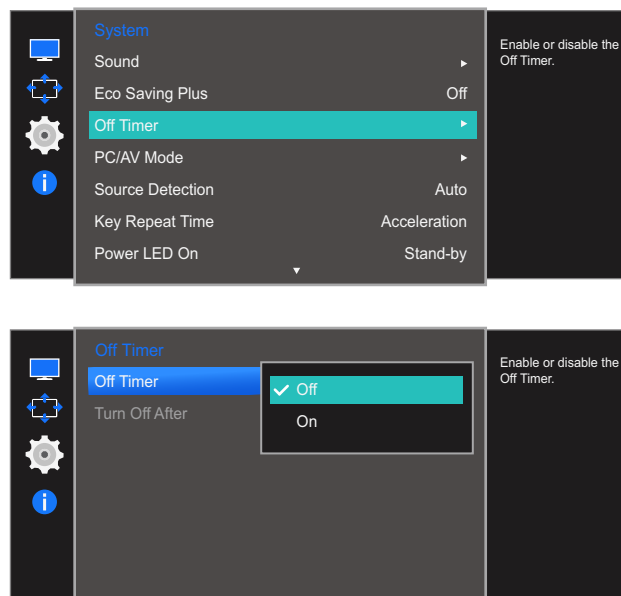 System
Enable or disable the
Off Timer.
Sound
Eco Saving Plus Off
Off Timer
PC/AV Mode
Source Detection Auto
Key Repeat Time Acceleration
Power LED On Stand-by
Off Timer
Enable or disable the
Off Timer.
Off Timer Off
Turn Off After On